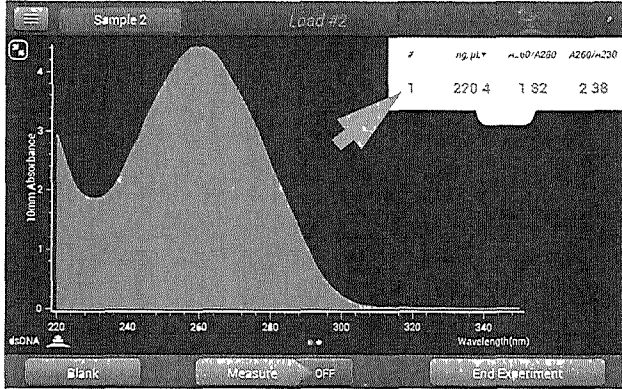 Sample 2
Load #2
# ng/µL A260/A280 A260/A230
1 220.4 1.82 2.38
10mm Absorbance
4
3
2
1
0
220 240 260 280 300 320 340
dsDNA
Wavelength(nm)
Blank
Measure
OFF
End Experiment